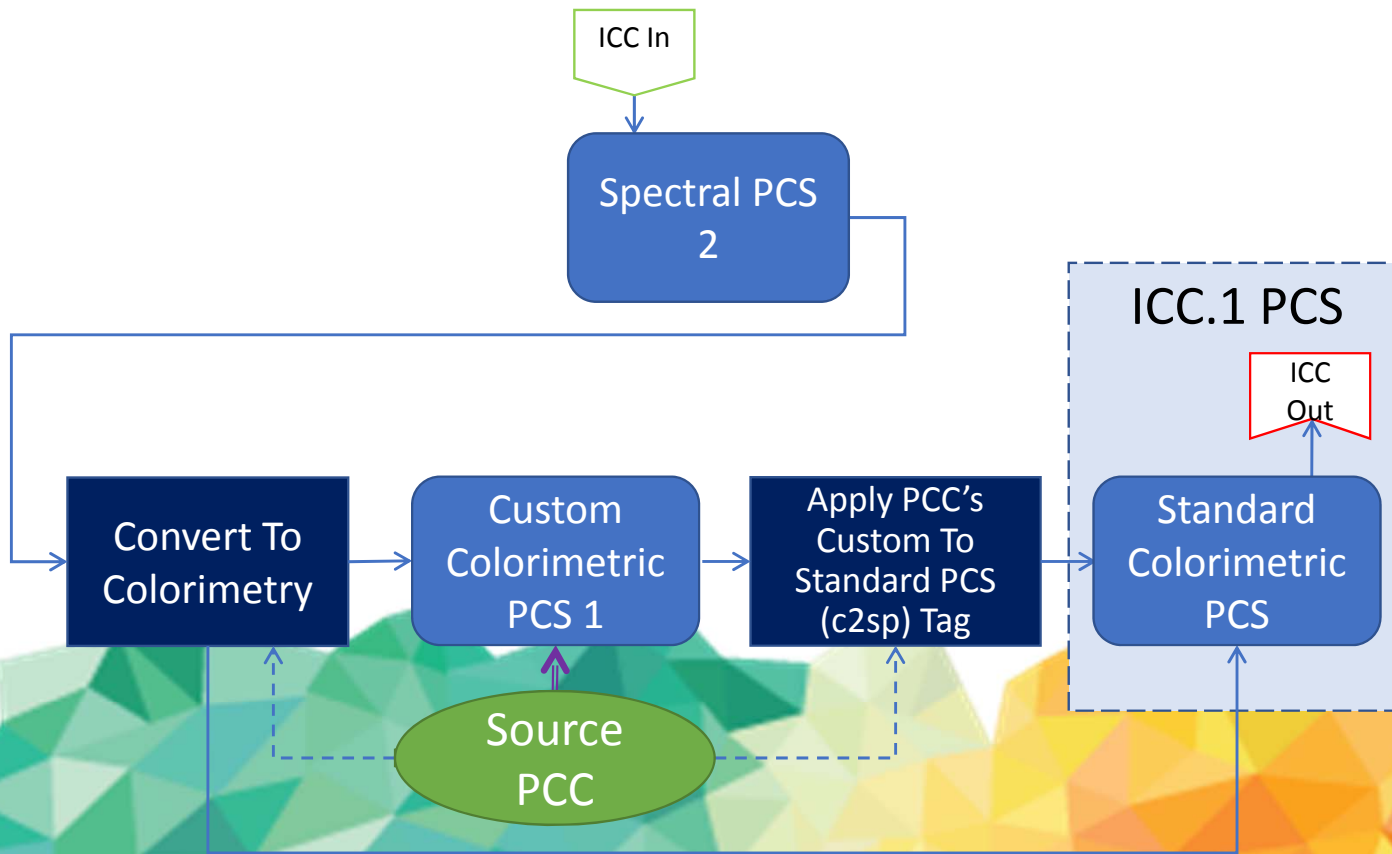 ICC In
Spectral PCS
2
ICC.1 PCS
ICC
Out
Convert To
Colorimetry
Custom
Colorimetric
PCS 1
Apply PCC’s
Custom To
Standard PCS
(c2sp) Tag
Standard
Colorimetric
PCS
Source
PCC